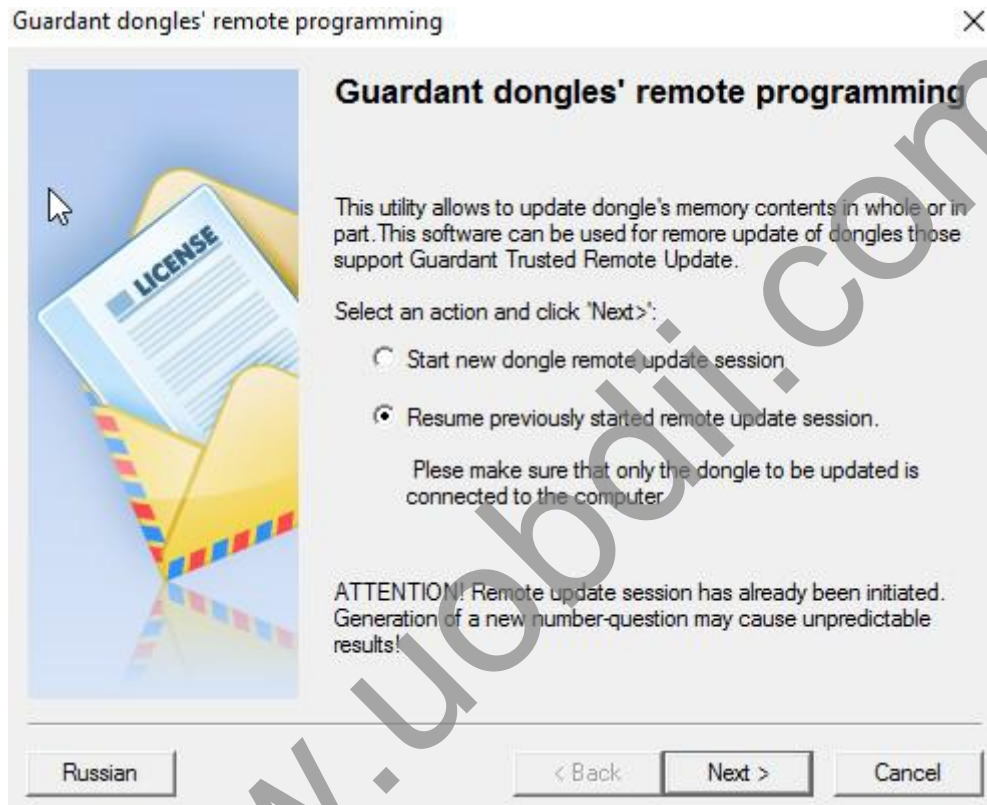 Guardant dongles' remote programming
Guardant dongles' remote programming
LICENSE
This utility allows to update dongle's memory contents in whole or in
part.This software can be used for remore update of dongles those
support Guardant Trusted Remote Update.
Select an action and click 'Next>':
Start new dongle remote update session
Resume previously started remote update session.
Plese make sure that only the dongle to be updated is
connected to the computer
ATTENTION! Remote update session has already been initiated.
Generation of a new number-question may cause unpredictable
results!
Russian
< Back
Next >
Cancel
w.uobdii.com